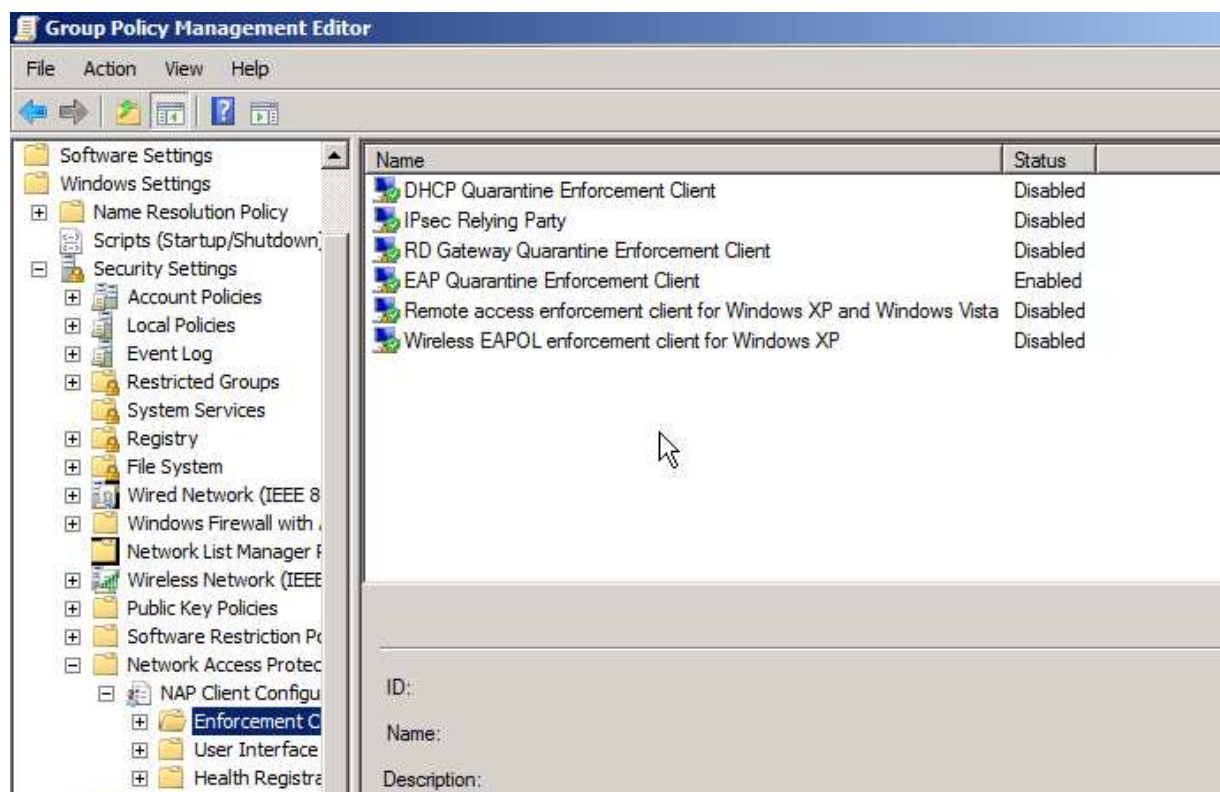 Group Policy Management Editor
File Action View Help
Software Settings
Windows Settings
Name Resolution Policy
Scripts (Startup/Shutdown)
Security Settings
Account Policies
Local Policies
Event Log
Restricted Groups
System Services
Registry
File System
Wired Network (IEEE 8
Windows Firewall with
Network List Manager P
Wireless Network (IEEE
Public Key Policies
Software Restriction Po
Network Access Protec
NAP Client Configu
Enforcement C
User Interface
Health Registra
Name Status
DHCP Quarantine Enforcement Client Disabled
IPsec Relying Party Disabled
RD Gateway Quarantine Enforcement Client Disabled
EAP Quarantine Enforcement Client Enabled
Remote access enforcement client for Windows XP and Windows Vista Disabled
Wireless EAPOL enforcement client for Windows XP Disabled
ID:
Name:
Description: